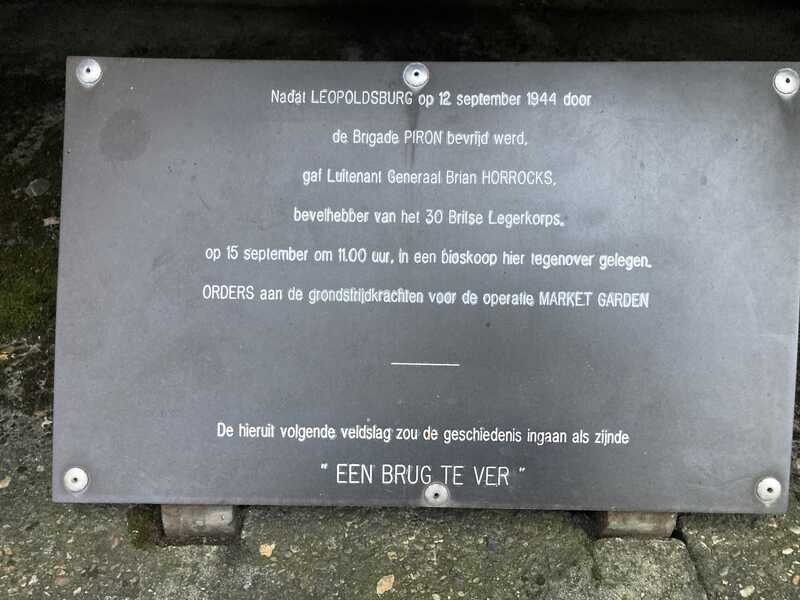 Nadat LEOPOLDSBURG op 12 september 1944 door
de Brigade PIRON bevrijd werd,
gaf Luitenant Generaal Brian HORROCKS,
bevelhebber van het 30 Britse Legerkorps,
op 15 september om 11.00 uur, in een bioskoop hier tegenover gelegen,
ORDERS aan de grondstrijdkrachten voor de operatie MARKET GARDEN
De hieruit volgende veldslag zou de geschiedenis ingaan als zijnde
" EEN BRUG TE VER "